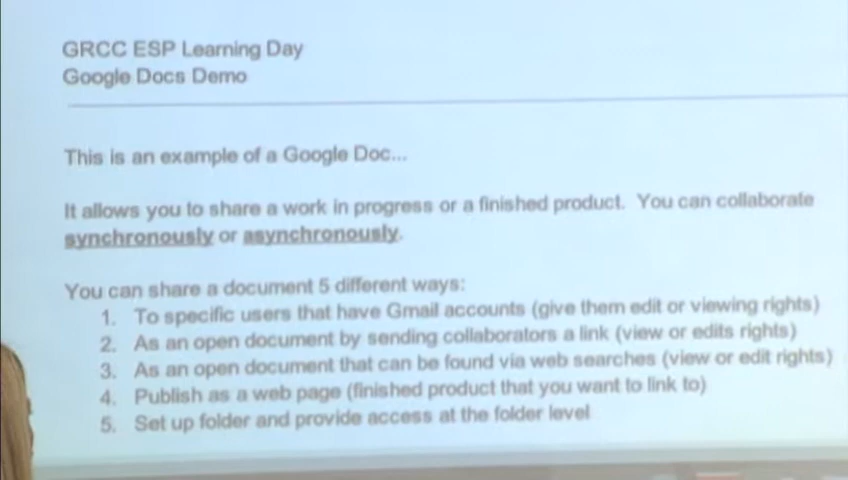 GRCC ESP Learning Day
Google Docs Demo
This is an example of a Google Doc...
It allows you to share a work in progress or a finished product. You can collaborate
synchronously or asynchronously.
You can share a document 5 different ways:
1. To specific users that have Gmail accounts (give them edit or viewing rights)
2. As an open document by sending collaborators a link (view or edits rights)
3. As an open document that can be found via web searches (view or edit rights)
4. Publish as a web page (finished product that you want to link to)
5. Set up folder and provide access at the folder level